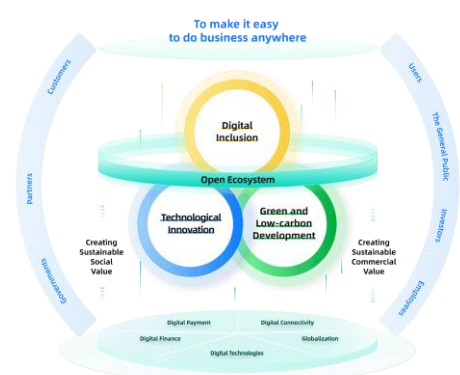 To make it easy
to do business anywhere
Customers
Partners
Governments
Users
The General Public
Investors
Employees
Digital
Inclusion
Open Ecosystem
Technological
Innovation
Green and
Low-carbon
Development
Creating
Sustainable
Social
Value
Creating
Sustainable
Commercial
Value
Digital Payment
Digital Connectivity
Digital Finance
Globalization
Digital Technologies